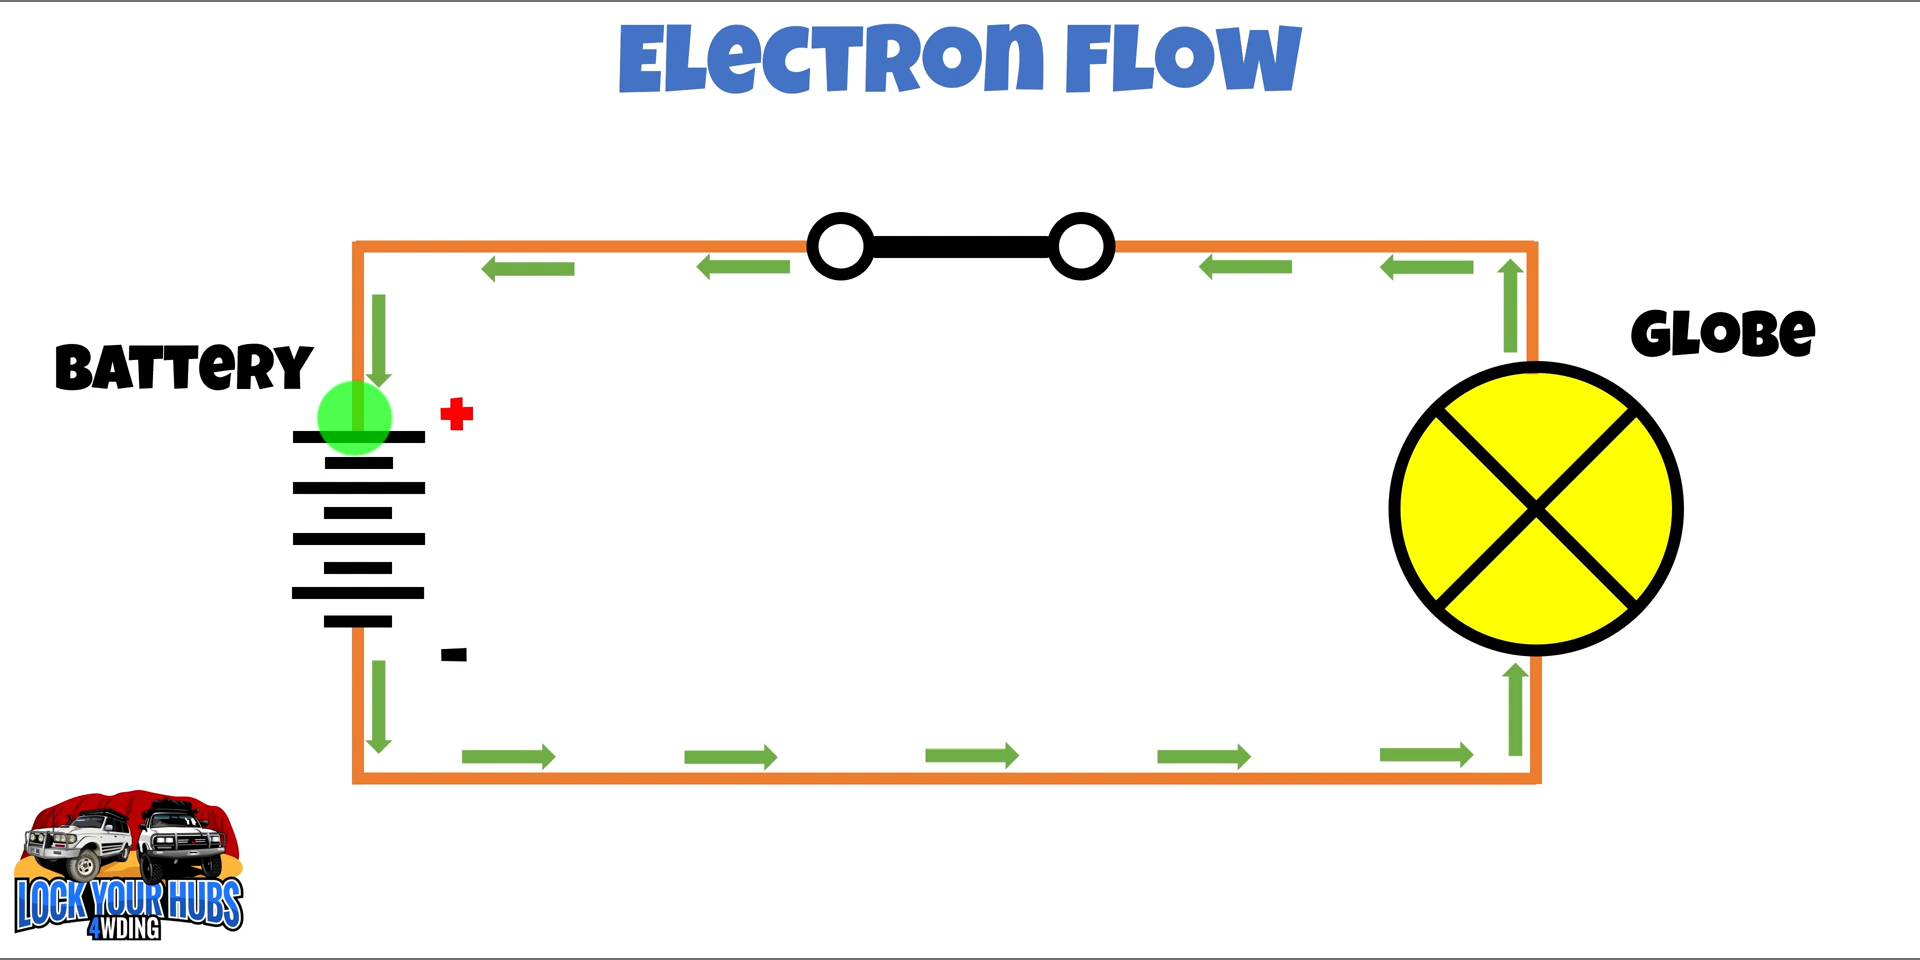 ELECTRON FLOW
BATTERY
GLOBE
+
-
LOCK YOUR HUBS
4WDING